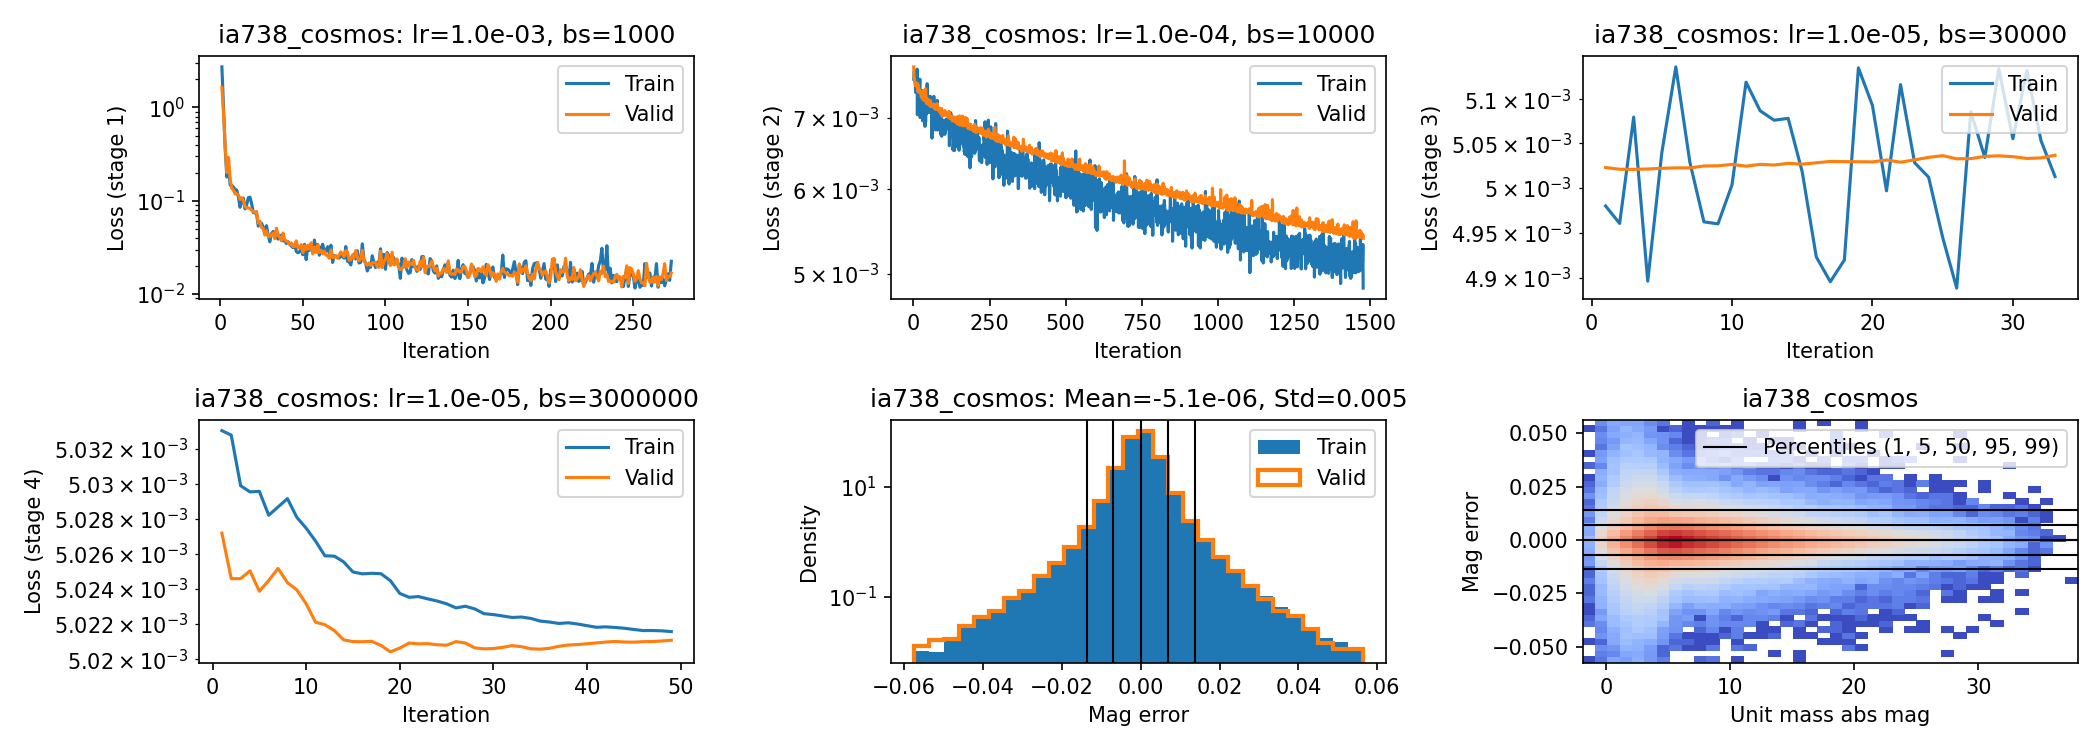 ia738_cosmos: lr=1.0e-03, bs=1000
Loss (stage 1)
10⁰
10⁻¹
10⁻²
Train
Valid
0 50 100 150 200 250
Iteration
ia738_cosmos: lr=1.0e-04, bs=10000
Loss (stage 2)
7 × 10⁻³
6 × 10⁻³
5 × 10⁻³
Train
Valid
0 250 500 750 1000 1250 1500
Iteration
ia738_cosmos: lr=1.0e-05, bs=30000
Loss (stage 3)
5.1 × 10⁻³
5.05 × 10⁻³
5 × 10⁻³
4.95 × 10⁻³
4.9 × 10⁻³
Train
Valid
0 10 20 30
Iteration
ia738_cosmos: lr=1.0e-05, bs=3000000
Loss (stage 4)
5.032 × 10⁻³
5.03 × 10⁻³
5.028 × 10⁻³
5.026 × 10⁻³
5.024 × 10⁻³
5.022 × 10⁻³
5.02 × 10⁻³
Train
Valid
0 10 20 30 40 50
Iteration
ia738_cosmos: Mean=-5.1e-06, Std=0.005
Density
10¹
10⁻¹
Train
Valid
−0.06 −0.04 −0.02 0.00 0.02 0.04 0.06
Mag error
ia738_cosmos
Mag error
0.050
0.025
0.000
−0.025
−0.050
Percentiles (1, 5, 50, 95, 99)
0 10 20 30
Unit mass abs mag